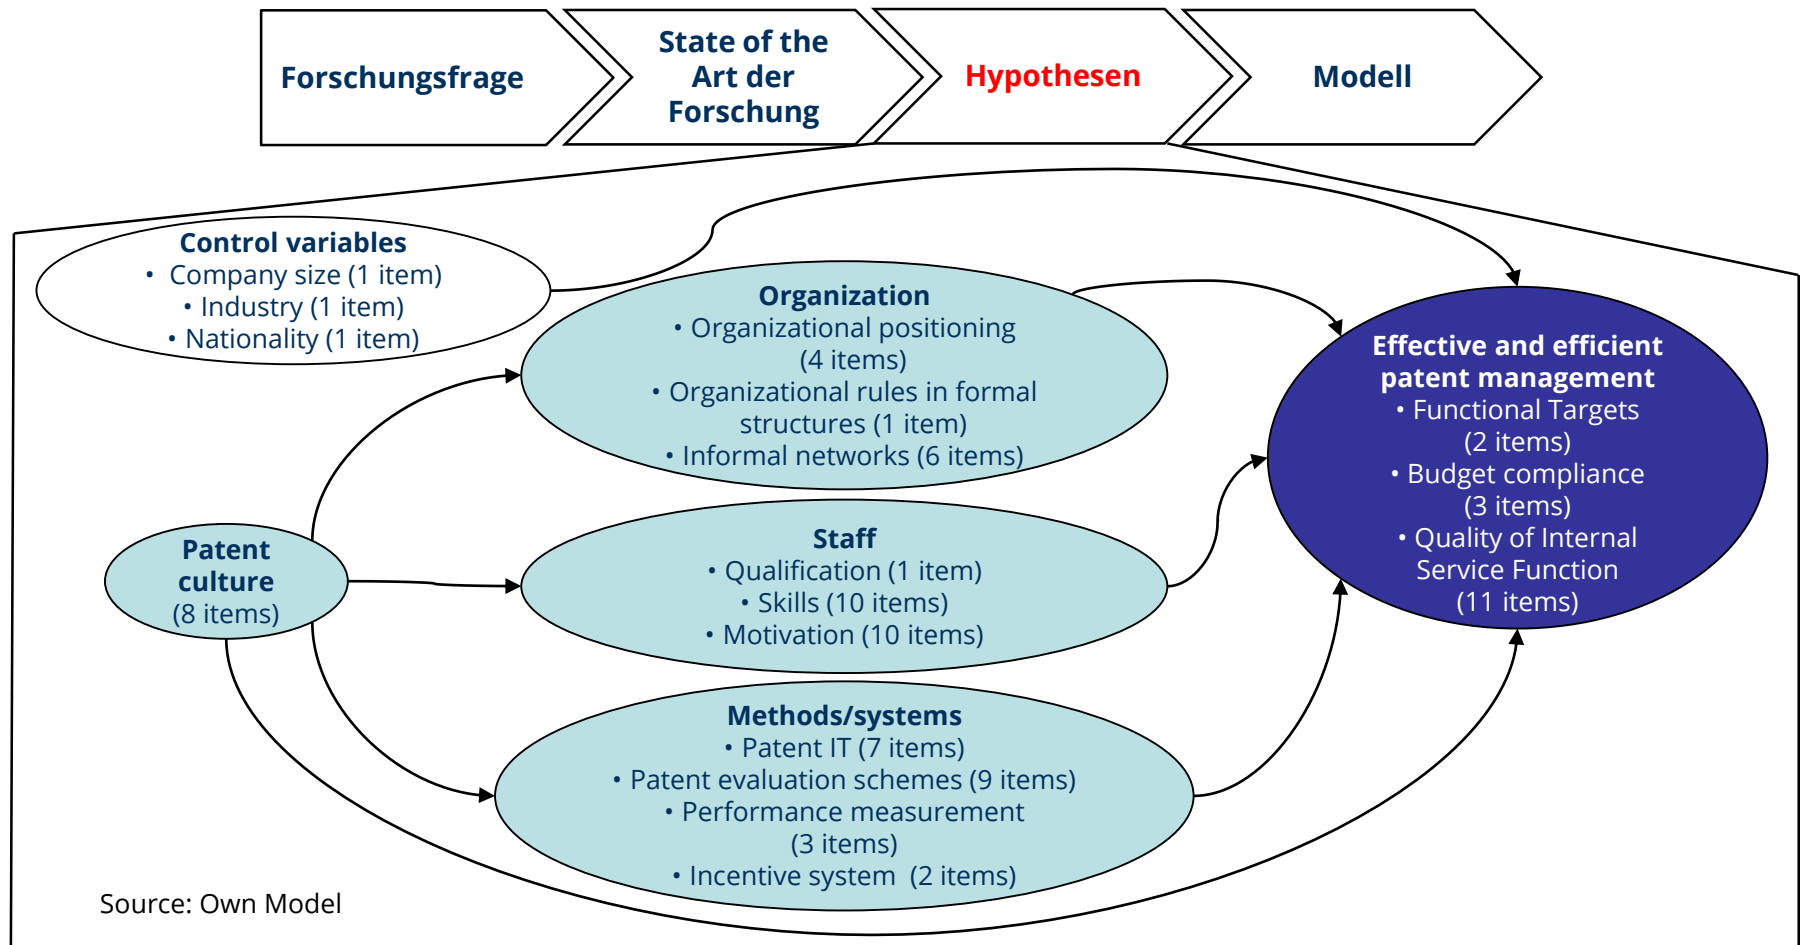 Forschungsfrage
State of the
Art der
Forschung
Hypothesen
Modell
Control variables
• Company size (1 item)
• Industry (1 item)
• Nationality (1 item)
Organization
• Organizational positioning
(4 items)
• Organizational rules in formal
structures (1 item)
• Informal networks (6 items)
Effective and efficient
patent management
• Functional Targets
(2 items)
• Budget compliance
(3 items)
• Quality of Internal
Service Function
(11 items)
Patent
culture
(8 items)
Staff
• Qualification (1 item)
• Skills (10 items)
• Motivation (10 items)
Methods/systems
• Patent IT (7 items)
• Patent evaluation schemes (9 items)
• Performance measurement
(3 items)
• Incentive system (2 items)
Source: Own Model